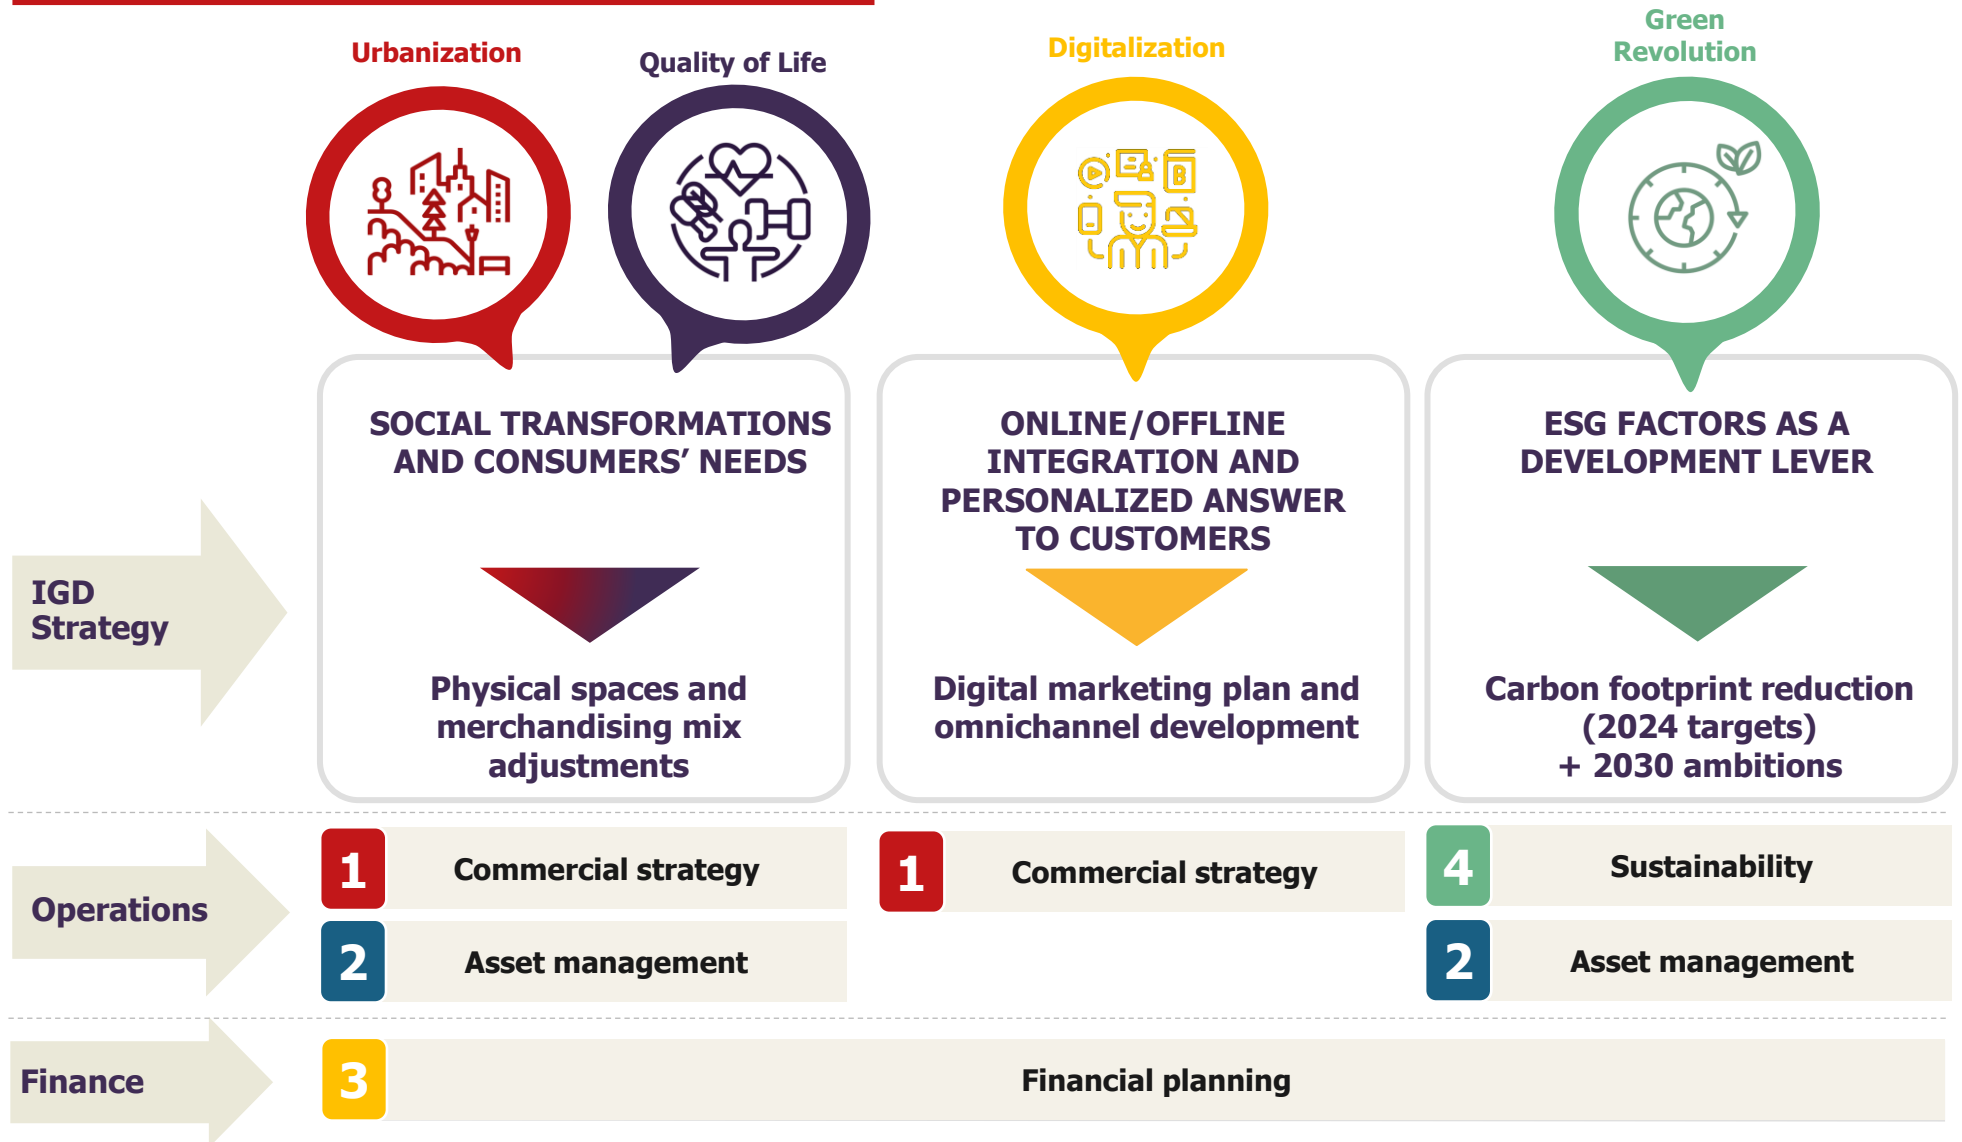 Urbanization
Quality of Life
Digitalization
Green
Revolution
B
SOCIAL TRANSFORMATIONS
AND CONSUMERS’ NEEDS
ONLINE/OFFLINE
INTEGRATION AND
PERSONALIZED ANSWER
TO CUSTOMERS
ESG FACTORS AS A
DEVELOPMENT LEVER
IGD
Strategy
Physical spaces and
merchandising mix
adjustments
Digital marketing plan and
omnichannel development
Carbon footprint reduction
(2024 targets)
+ 2030 ambitions
Operations
1 Commercial strategy
2 Asset management
1 Commercial strategy
4 Sustainability
2 Asset management
Finance
3 Financial planning